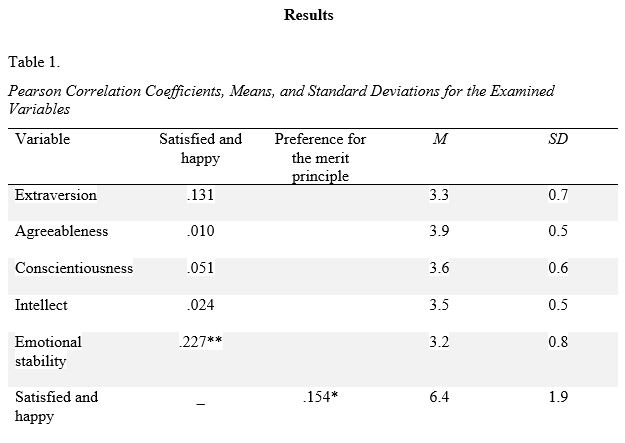 Results
Table 1.
Pearson Correlation Coefficients, Means, and Standard Deviations for the Examined
Variables
Variable Satisfied and happy Preference for the merit principle M SD
Extraversion .131 3.3 0.7
Agreeableness .010 3.9 0.5
Conscientiousness .051 3.6 0.6
Intellect .024 3.5 0.5
Emotional stability .227** 3.2 0.8
Satisfied and happy _ .154* 6.4 1.9